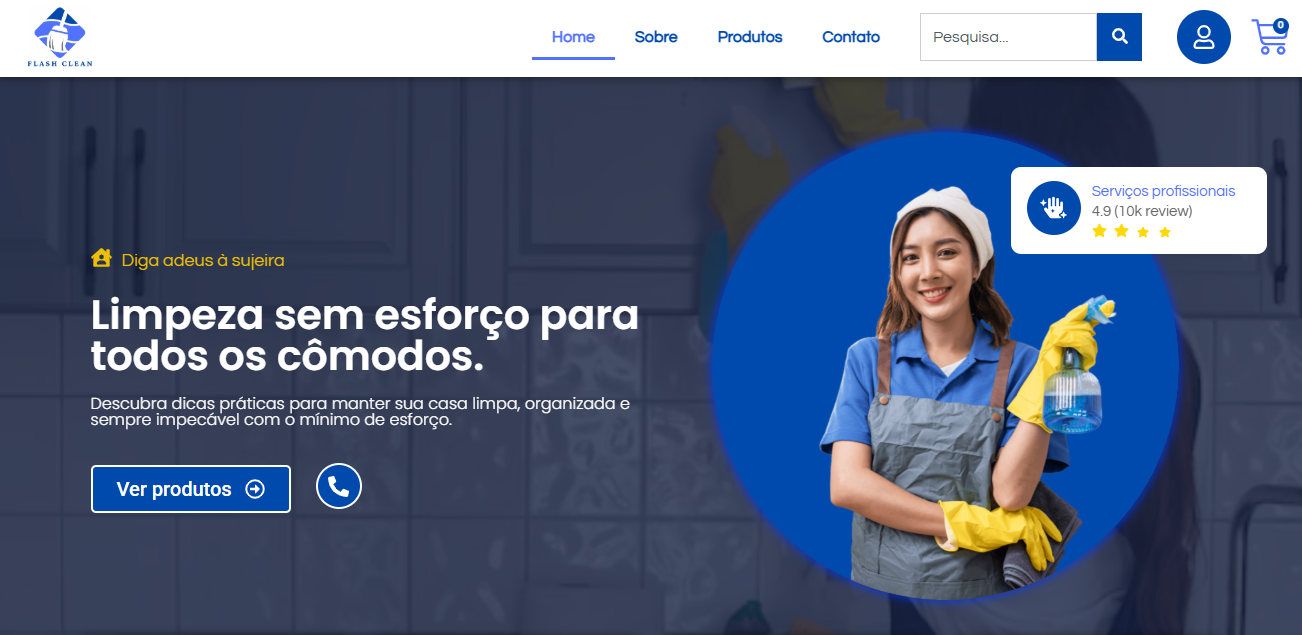 FLASH CLEAN
Home Sobre Produtos Contato Pesquisa... 0
Serviços profissionais
4.9 (10k review)
Diga adeus à sujeira
Limpeza sem esforço para
todos os cômodos.
Descubra dicas práticas para manter sua casa limpa, organizada e
sempre impecável com o mínimo de esforço.
Ver produtos